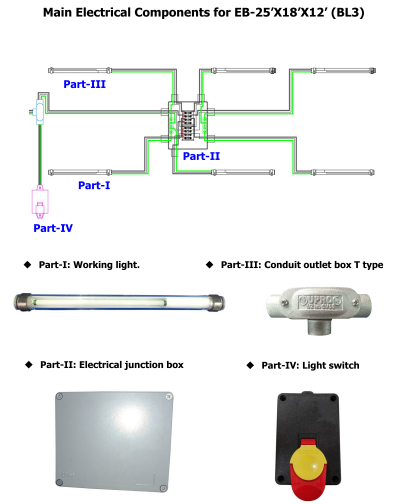 Main Electrical Components for EB-25'X18'X12' (BL3)
Part-III
Part-II
Part-I
Part-IV
◆ Part-I: Working light.
◆ Part-III: Conduit outlet box T type
◆ Part-II: Electrical junction box
◆ Part-IV: Light switch